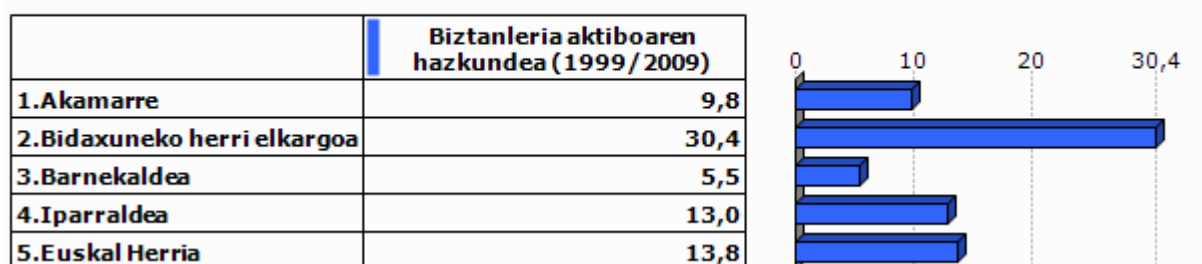 Biztanleria aktiboaren
hazkundea (1999/2009)
0 10 20 30,4
1.Akamarre 9,8
2.Bidaxuneko herri elkargoa 30,4
3.Barnekaldea 5,5
4.Iparraldea 13,0
5.Euskal Herria 13,8